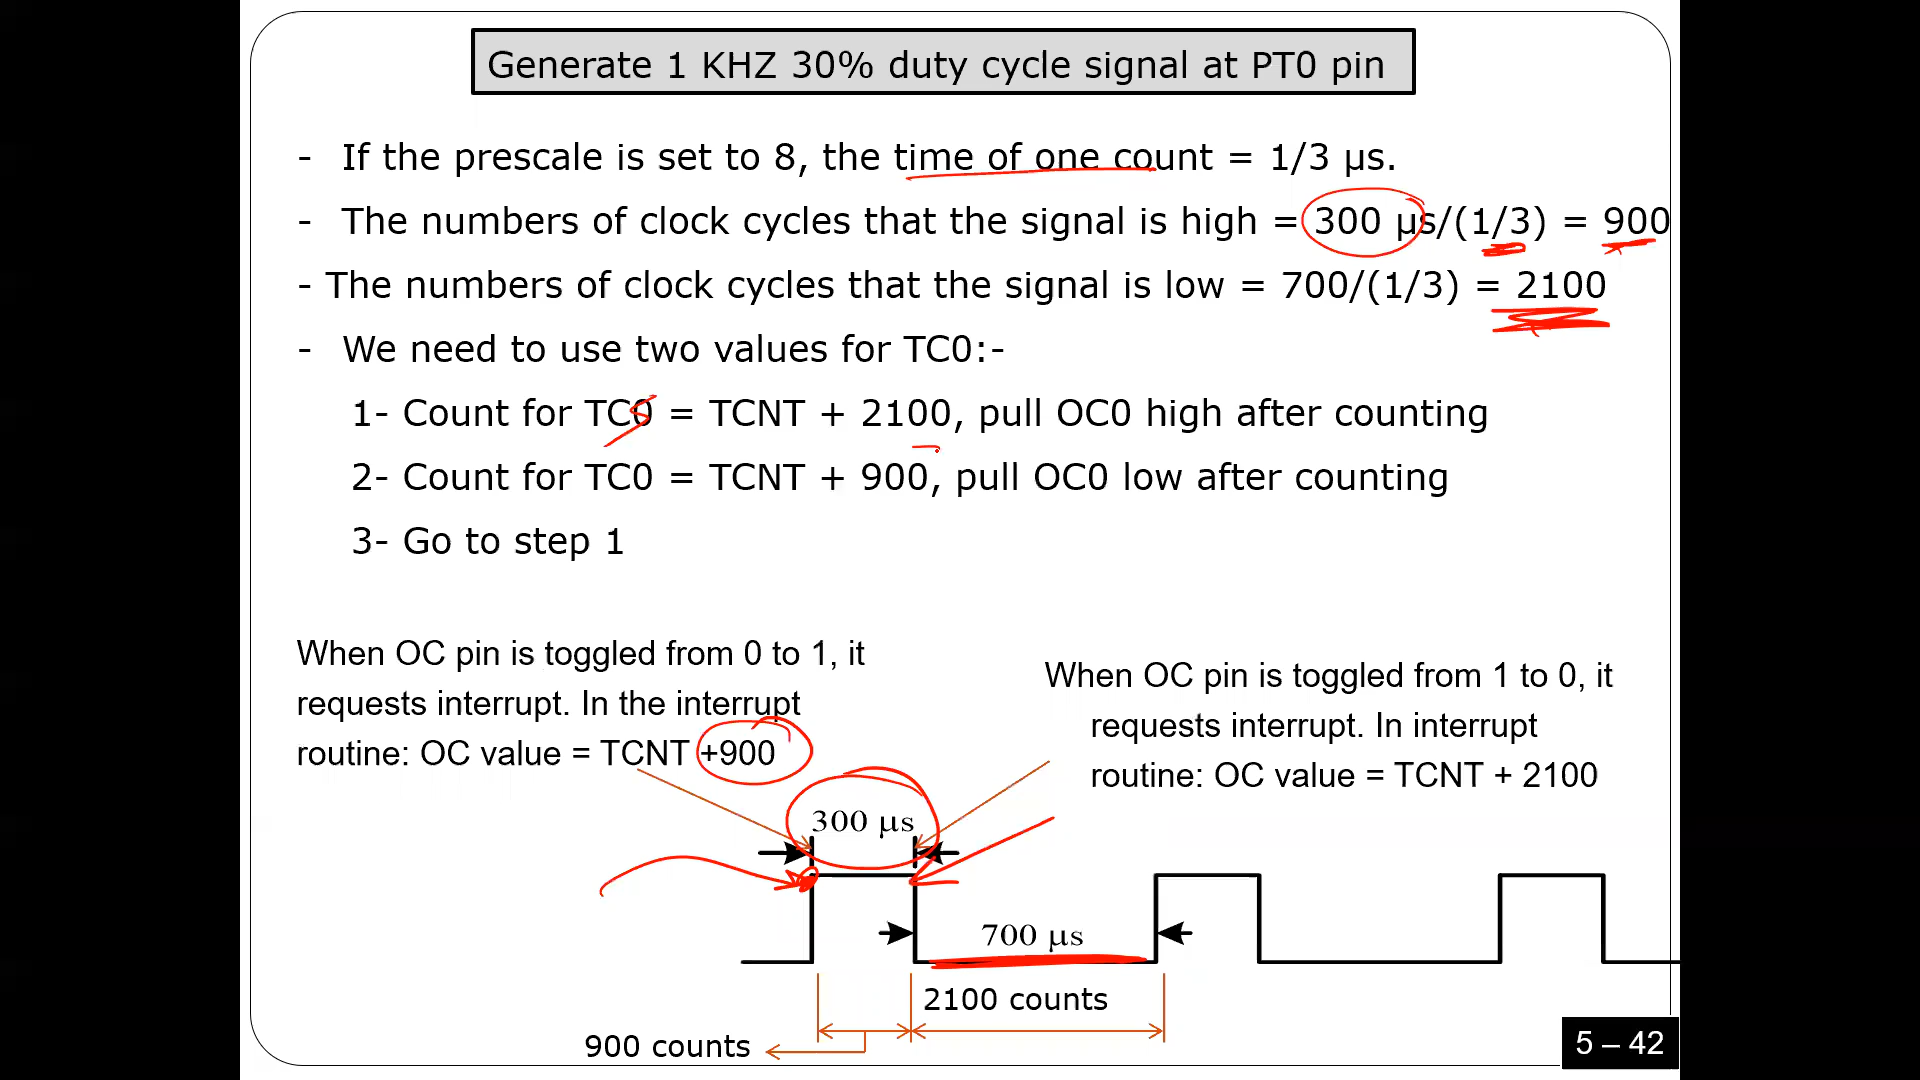 Generate 1 KHZ 30% duty cycle signal at PT0 pin
- If the prescale is set to 8, the time of one count = 1/3 µs.
- The numbers of clock cycles that the signal is high = 300 µs/(1/3) = 900
- The numbers of clock cycles that the signal is low = 700/(1/3) = 2100
- We need to use two values for TC0:-
1- Count for TC0 = TCNT + 2100, pull OC0 high after counting
2- Count for TC0 = TCNT + 900, pull OC0 low after counting
3- Go to step 1
When OC pin is toggled from 0 to 1, it
requests interrupt. In the interrupt
routine: OC value = TCNT +900
When OC pin is toggled from 1 to 0, it
requests interrupt. In interrupt
routine: OC value = TCNT + 2100
300 µs
700 µs
2100 counts
900 counts
5 – 42